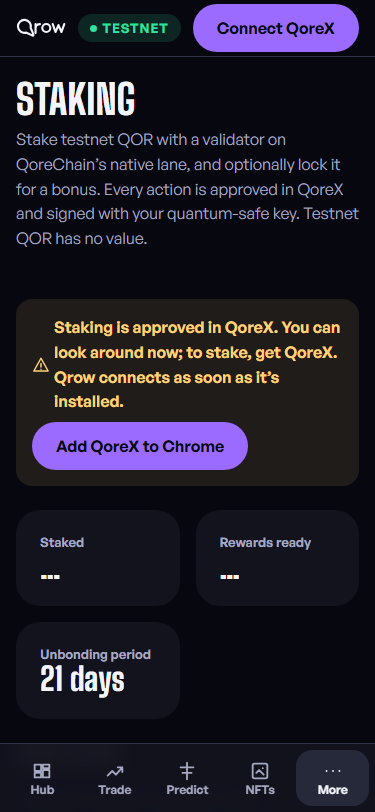 Qrow
TESTNET
Connect QoreX
STAKING
Stake testnet QOR with a validator on
QoreChain’s native lane, and optionally lock it
for a bonus. Every action is approved in QoreX
and signed with your quantum-safe key. Testnet
QOR has no value.
Staking is approved in QoreX. You can
look around now; to stake, get QoreX.
Qrow connects as soon as it’s
installed.
Add QoreX to Chrome
Staked
---
Rewards ready
---
Unbonding period
21 days
Hub
Trade
Predict
NFTs
More